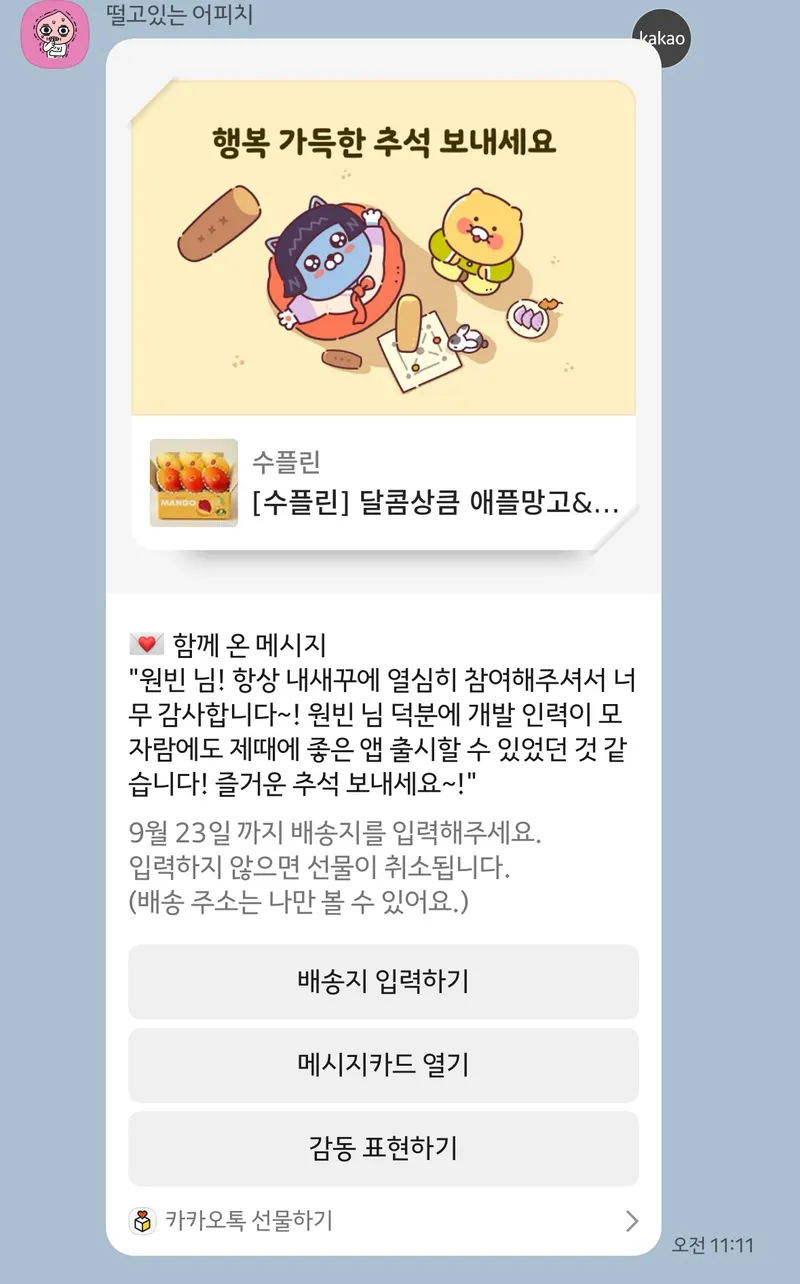 떨고있는 어피치
kakao
행복 가득한 추석 보내세요
MANGO
수플린
[수플린] 달콤상큼 애플망고&...
함께 온 메시지
"원빈 님! 항상 내새꾸에 열심히 참여해주셔서 너
무 감사합니다~! 원빈 님 덕분에 개발 인력이 모
자람에도 제때에 좋은 앱 출시할 수 있었던 것 같
습니다! 즐거운 추석 보내세요~!"
9월 23일 까지 배송지를 입력해주세요.
입력하지 않으면 선물이 취소됩니다.
(배송 주소는 나만 볼 수 있어요.)
배송지 입력하기
메시지카드 열기
감동 표현하기
카카오톡 선물하기
오전 11:11